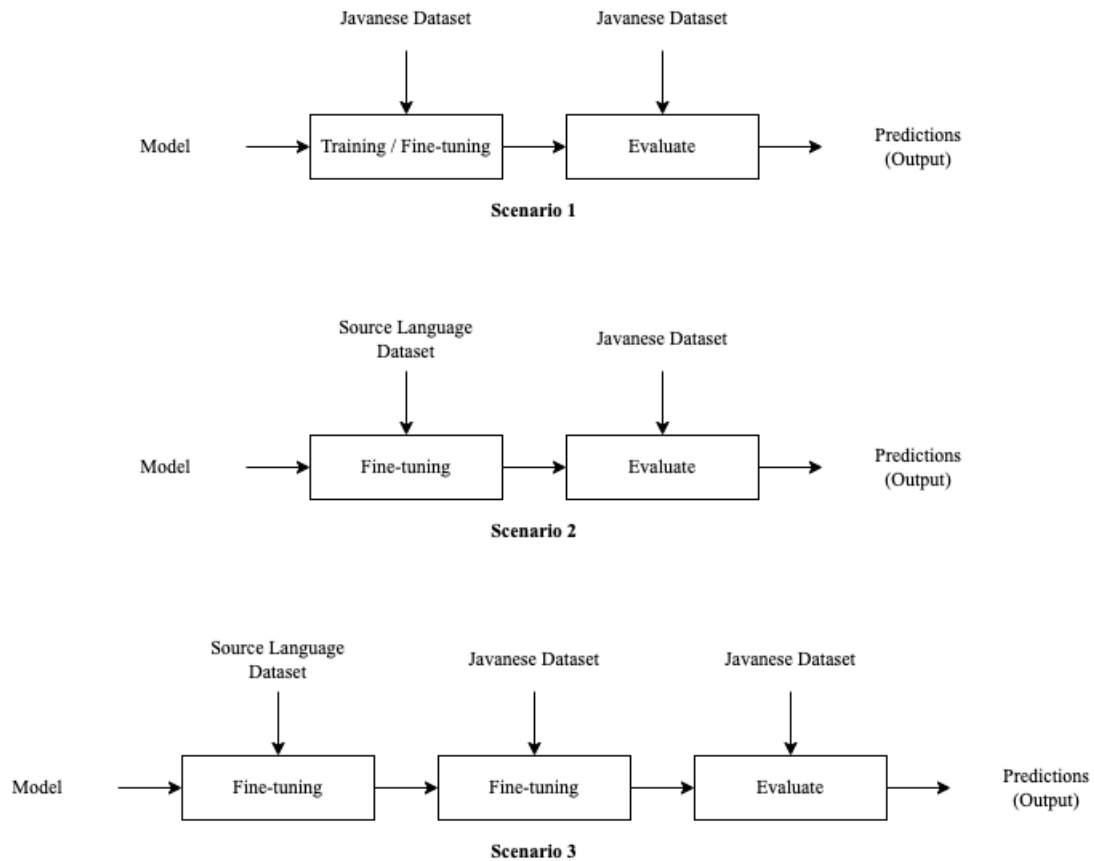 Javanese Dataset
Javanese Dataset
Model
Training / Fine-tuning
Evaluate
Predictions
(Output)
Scenario 1
Source Language
Dataset
Javanese Dataset
Model
Fine-tuning
Evaluate
Predictions
(Output)
Scenario 2
Source Language
Dataset
Javanese Dataset
Javanese Dataset
Model
Fine-tuning
Fine-tuning
Evaluate
Predictions
(Output)
Scenario 3